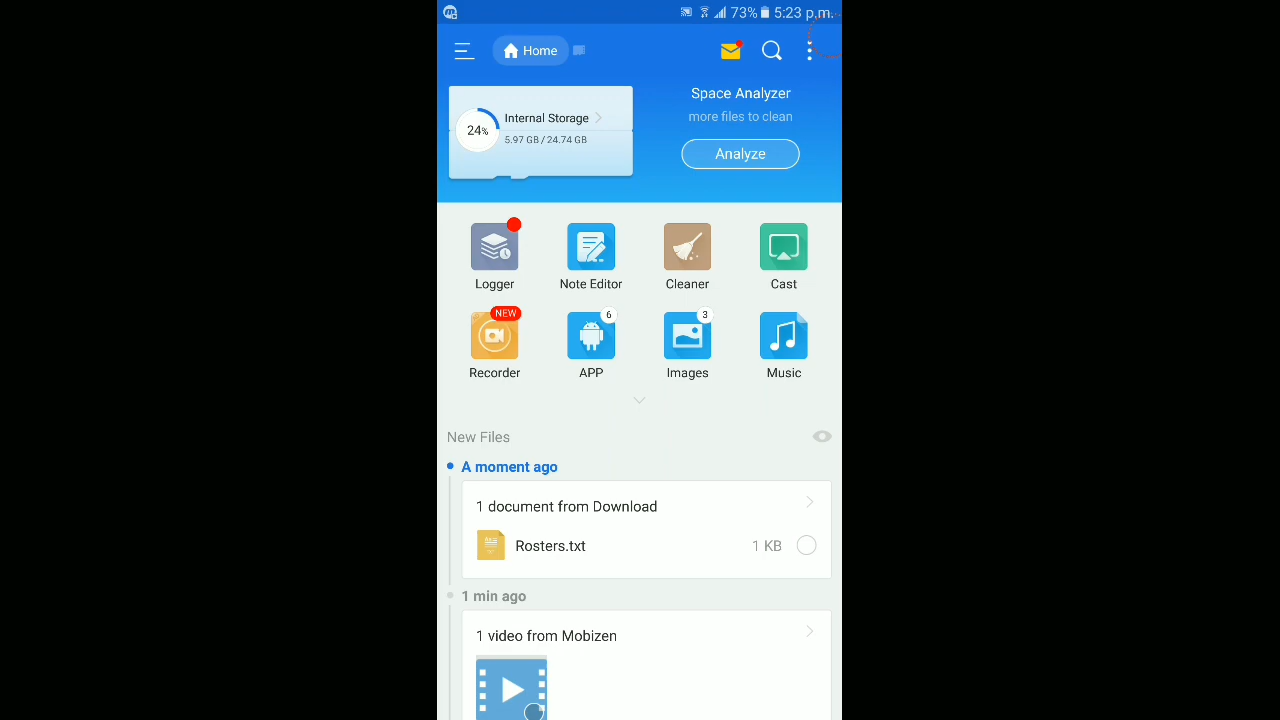 73% 5:23 p.m.
Home
Space Analyzer
more files to clean
Analyze
24%
Internal Storage
5.97 GB / 24.74 GB
Logger
Note Editor
Cleaner
Cast
NEW
6
3
Recorder
APP
Images
Music
New Files
A moment ago
1 document from Download
Rosters.txt
1 KB
1 min ago
1 video from Mobizen